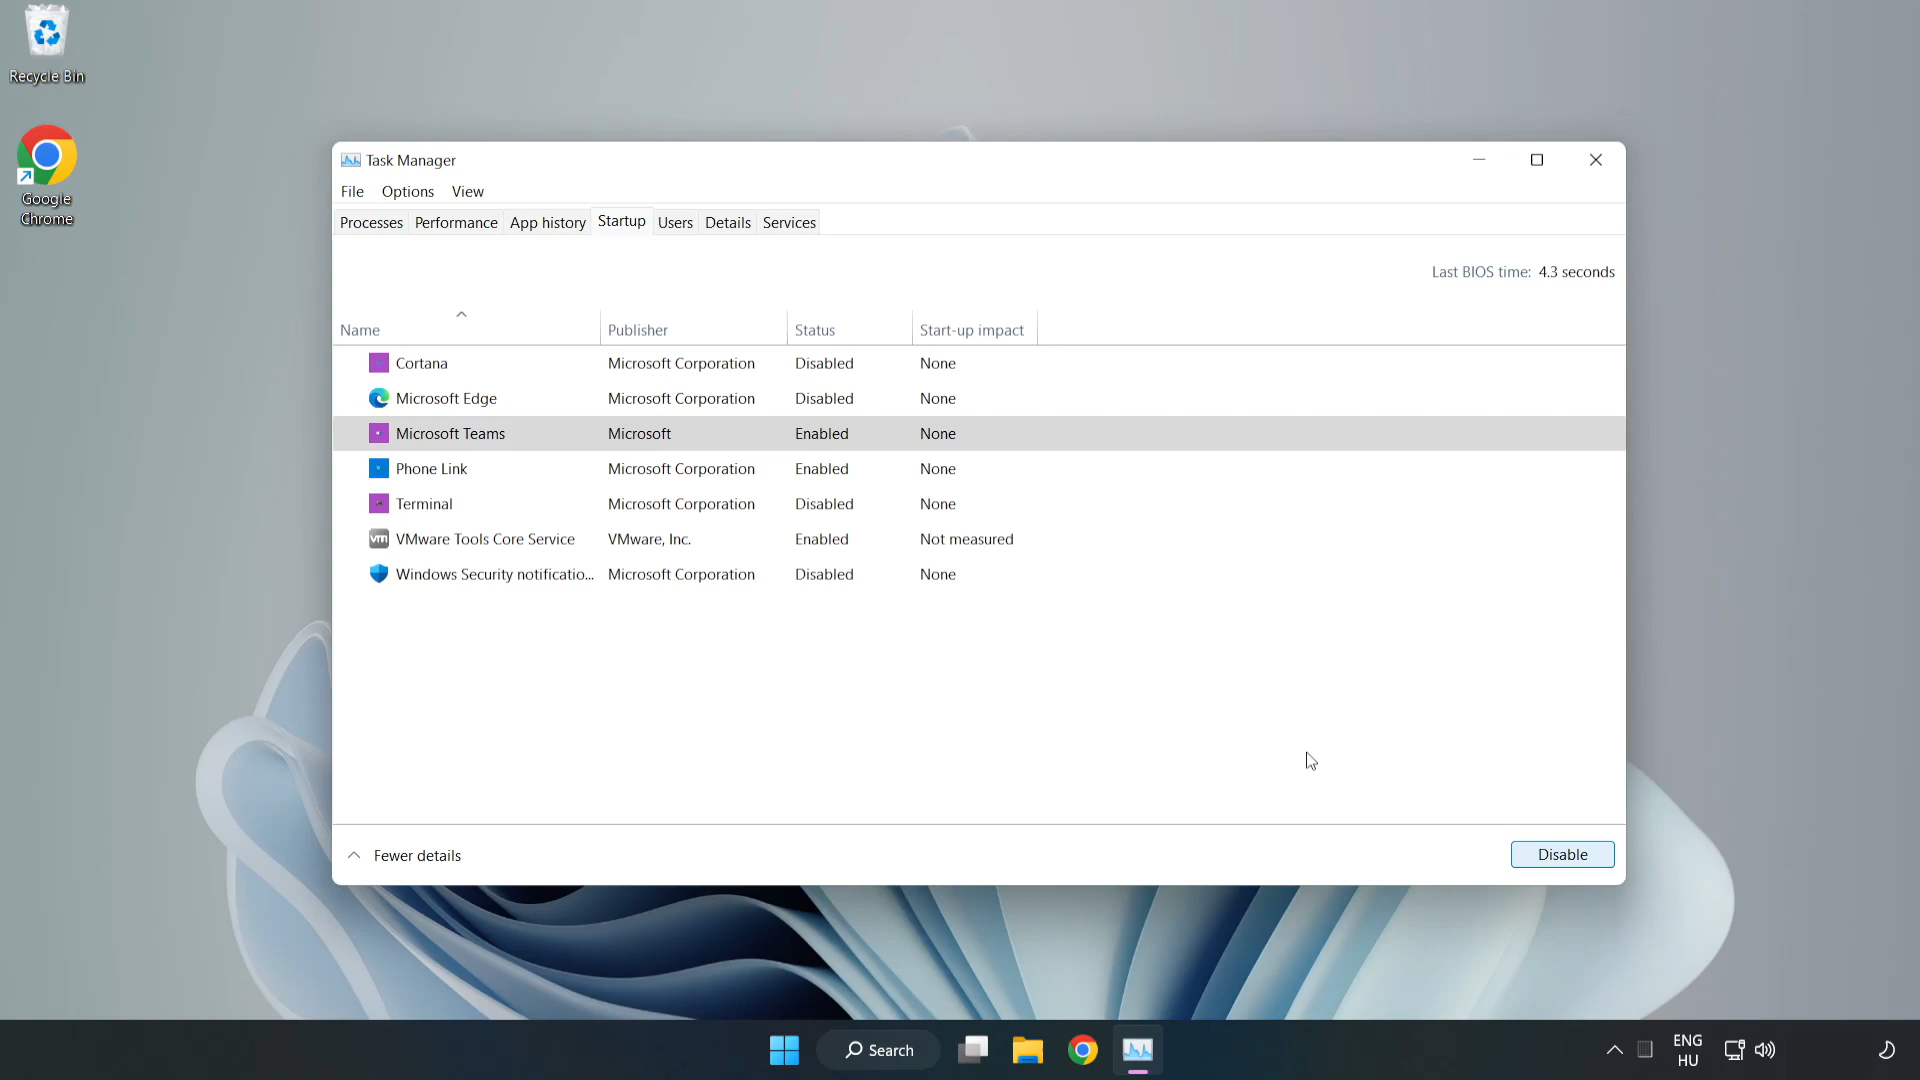 Recycle Bin
Google
Chrome
Task Manager
File Options View
Processes Performance App history Startup Users Details Services
Last BIOS time: 4.3 seconds
Name Publisher Status Start-up impact
Cortana Microsoft Corporation Disabled None
Microsoft Edge Microsoft Corporation Disabled None
Microsoft Teams Microsoft Enabled None
Phone Link Microsoft Corporation Enabled None
Terminal Microsoft Corporation Disabled None
vm VMware Tools Core Service VMware, Inc. Enabled Not measured
Windows Security notificatio... Microsoft Corporation Disabled None
Fewer details Disable
Search
ENG
HU